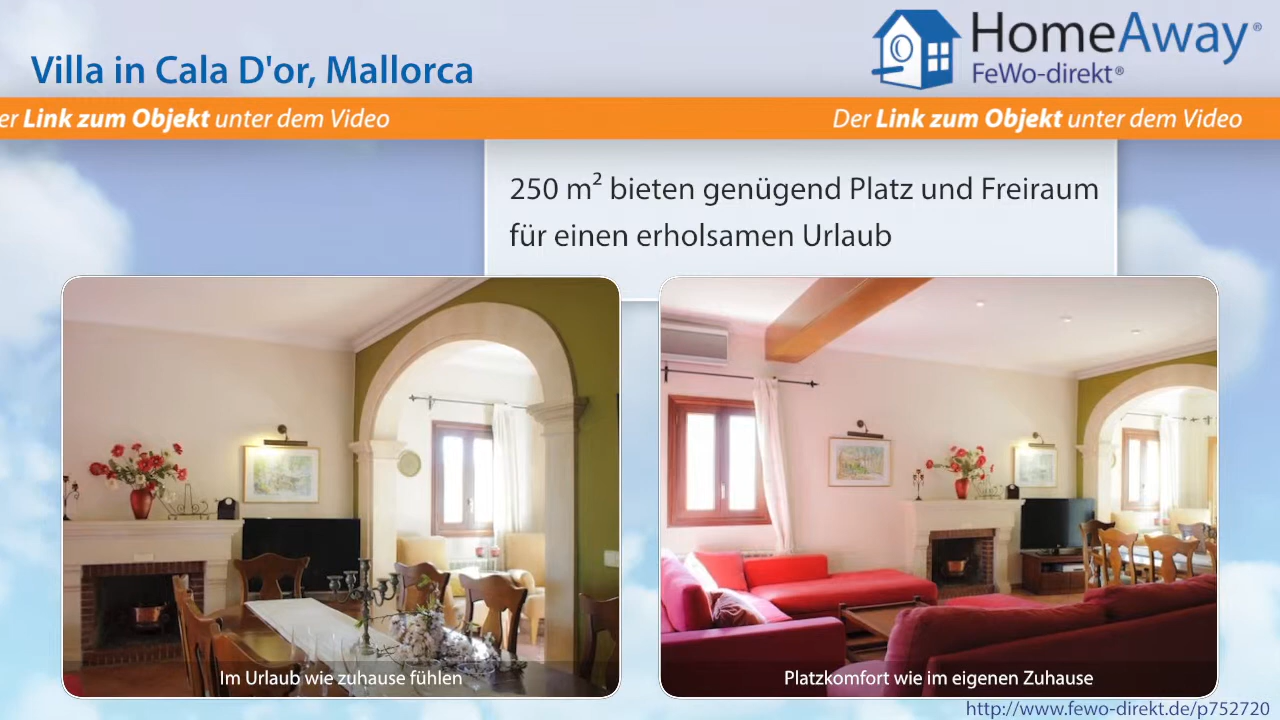 Villa in Cala D'or, Mallorca
HomeAway®
FeWo-direkt®
er Link zum Objekt unter dem Video
Der Link zum Objekt unter dem Video
250 m² bieten genügend Platz und Freiraum
für einen erholsamen Urlaub
Im Urlaub wie zuhause fühlen
Platzkomfort wie im eigenen Zuhause
http://www.fewo-direkt.de/p752720